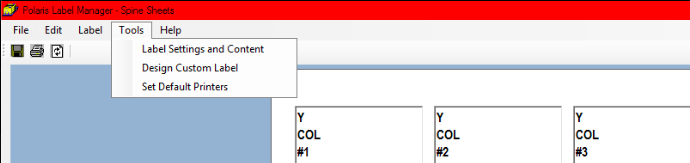 Polaris Label Manager - Spine Sheets
File Edit Label Tools Help
Label Settings and Content
Design Custom Label
Set Default Printers
Y Y Y
COL COL COL
#1 #2 #3